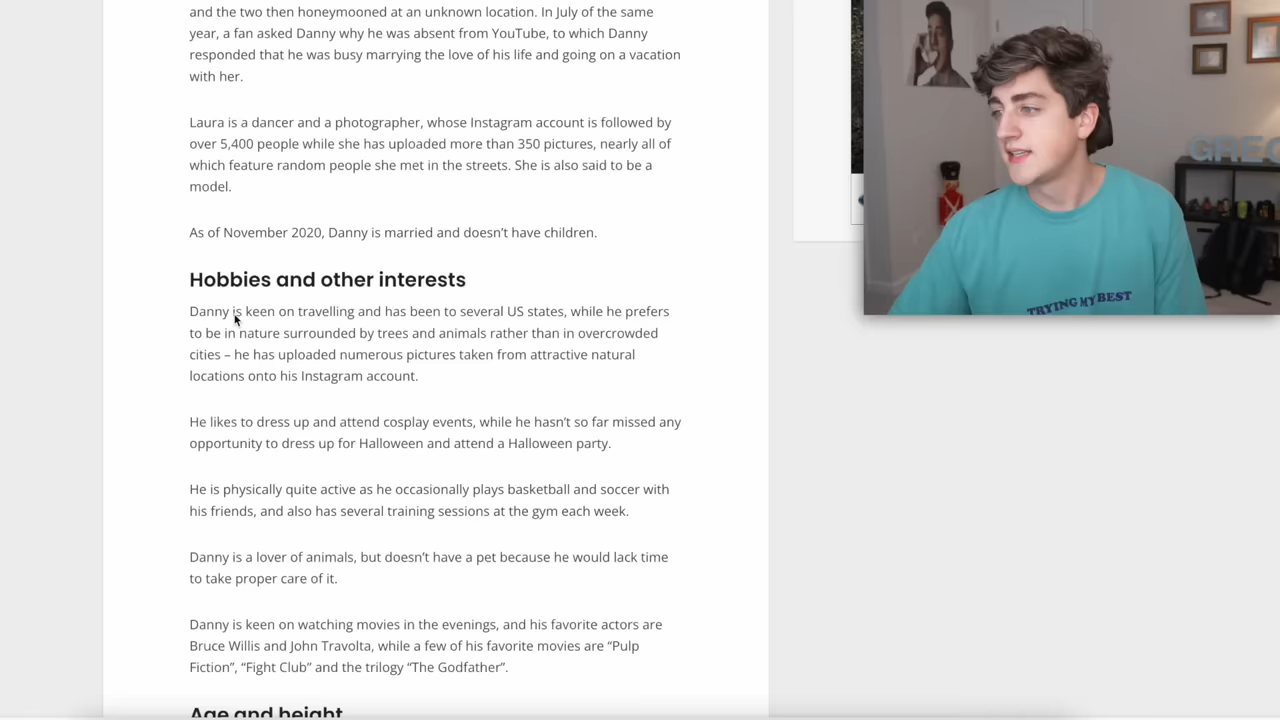 and the two then honeymooned at an unknown location. In July of the same
year, a fan asked Danny why he was absent from YouTube, to which Danny
responded that he was busy marrying the love of his life and going on a vacation
with her.
Laura is a dancer and a photographer, whose Instagram account is followed by
over 5,400 people while she has uploaded more than 350 pictures, nearly all of
which feature random people she met in the streets. She is also said to be a
model.
As of November 2020, Danny is married and doesn’t have children.
Hobbies and other interests
Danny is keen on travelling and has been to several US states, while he prefers
to be in nature surrounded by trees and animals rather than in overcrowded
cities – he has uploaded numerous pictures taken from attractive natural
locations onto his Instagram account.
He likes to dress up and attend cosplay events, while he hasn’t so far missed any
opportunity to dress up for Halloween and attend a Halloween party.
He is physically quite active as he occasionally plays basketball and soccer with
his friends, and also has several training sessions at the gym each week.
Danny is a lover of animals, but doesn’t have a pet because he would lack time
to take proper care of it.
Danny is keen on watching movies in the evenings, and his favorite actors are
Bruce Willis and John Travolta, while a few of his favorite movies are “Pulp
Fiction”, “Fight Club” and the trilogy “The Godfather”.
Age and height
GREG
TRYING MY BEST